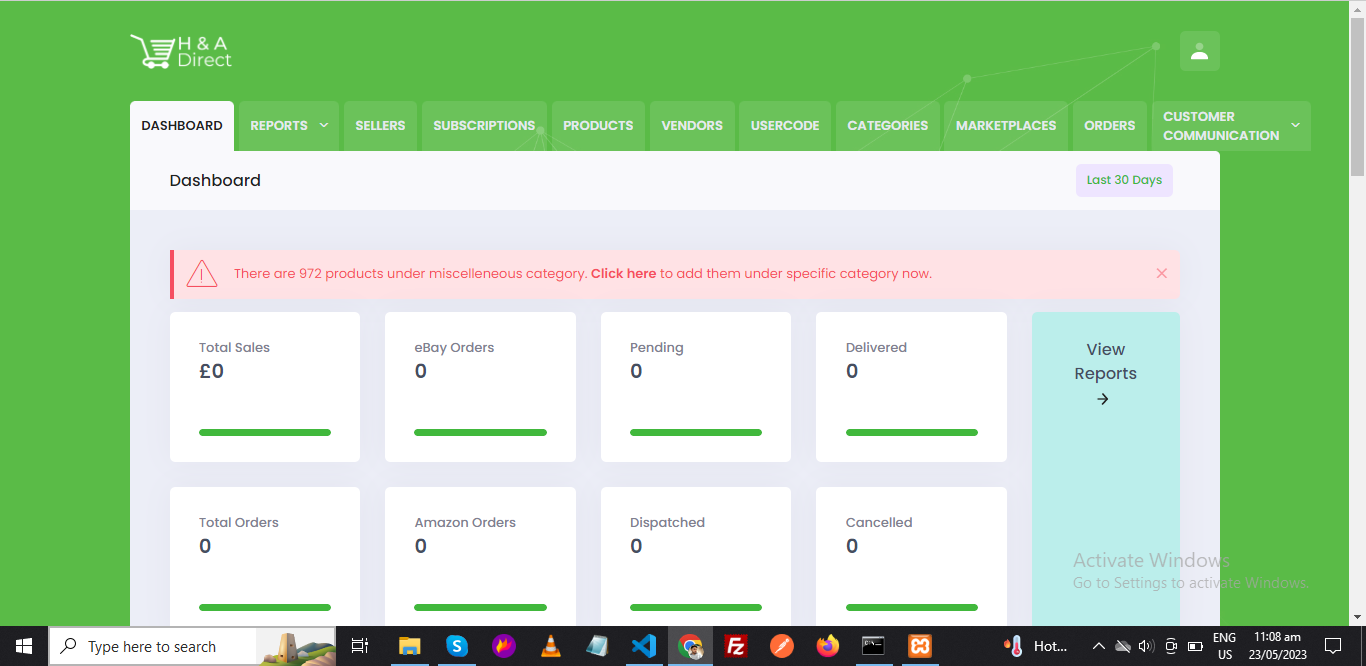 H & A
Direct
DASHBOARD
REPORTS
SELLERS
SUBSCRIPTIONS
PRODUCTS
VENDORS
USERCODE
CATEGORIES
MARKETPLACES
ORDERS
CUSTOMER
COMMUNICATION
Dashboard
Last 30 Days
There are 972 products under miscelleneous category. Click here to add them under specific category now.
Total Sales
£0
eBay Orders
0
Pending
0
Delivered
0
View
Reports
Total Orders
0
Amazon Orders
0
Dispatched
0
Cancelled
0
Activate Windows
Go to Settings to activate Windows.
Type here to search
Hot...
ENG
US
11:08 am
23/05/2023